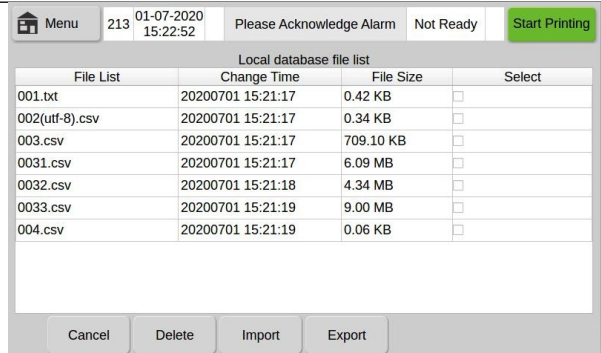 Menu 213 01-07-2020 15:22:52 Please Acknowledge Alarm Not Ready Start Printing
Local database file list
File List Change Time File Size Select
001.txt 20200701 15:21:17 0.42 KB
002(utf-8).csv 20200701 15:21:17 0.34 KB
003.csv 20200701 15:21:17 709.10 KB
0031.csv 20200701 15:21:17 6.09 MB
0032.csv 20200701 15:21:18 4.34 MB
0033.csv 20200701 15:21:19 9.00 MB
004.csv 20200701 15:21:19 0.06 KB
Cancel Delete Import Export